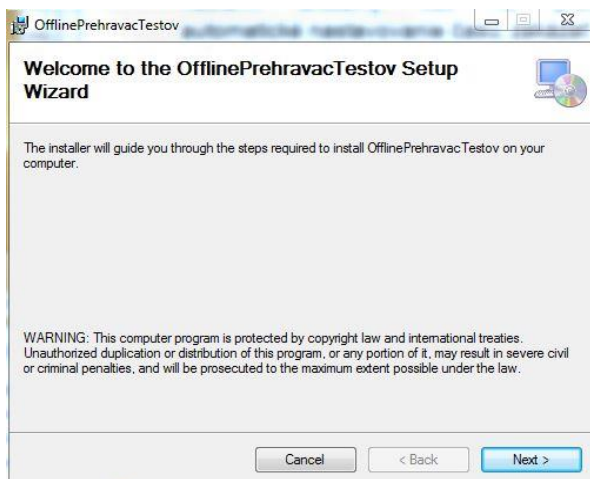 OfflinePrehravacTestov
Welcome to the OfflinePrehravacTestov Setup
Wizard
The installer will guide you through the steps required to install OfflinePrehravacTestov on your
computer.
WARNING: This computer program is protected by copyright law and international treaties.
Unauthorized duplication or distribution of this program, or any portion of it, may result in severe civil
or criminal penalties, and will be prosecuted to the maximum extent possible under the law.
Cancel
< Back
Next >